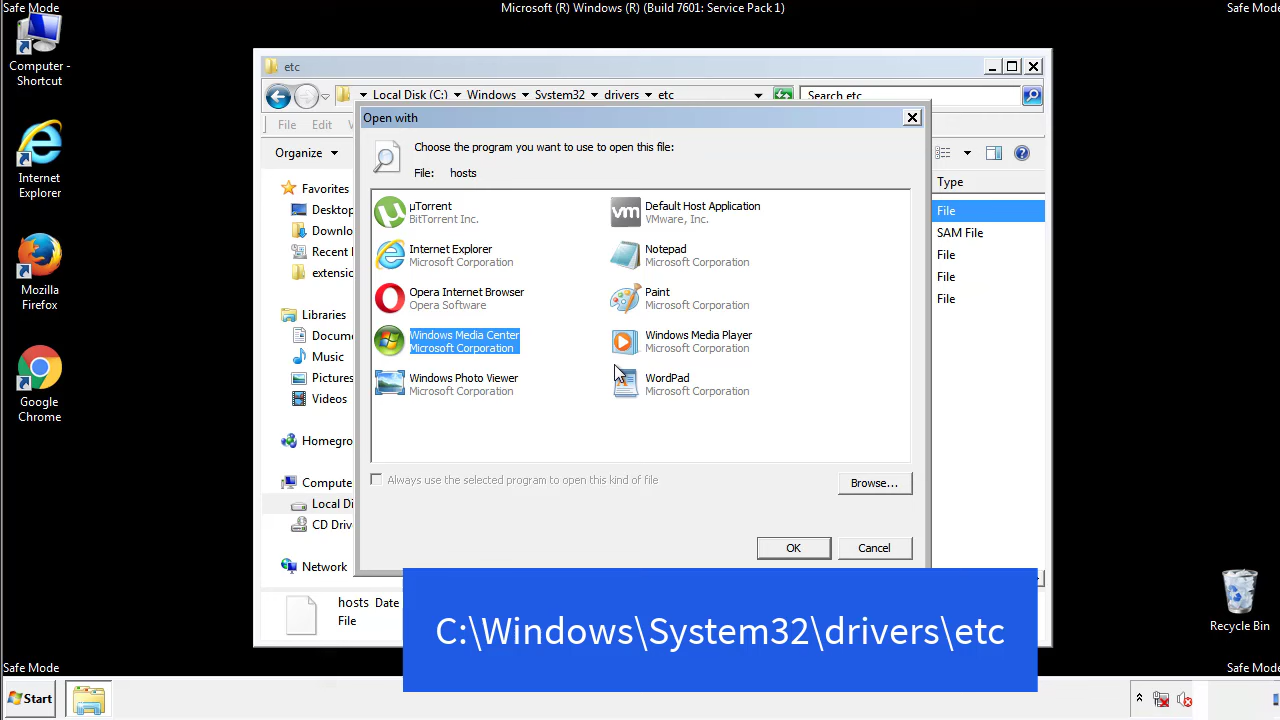 Safe Mode
Microsoft (R) Windows (R) (Build 7601: Service Pack 1)
Safe Mode
Computer -
Shortcut
Internet
Explorer
Mozilla
Firefox
Google
Chrome
etc
Local Disk (C:)
Windows
System32
drivers
etc
Search etc
File
Edit
Organize
Favorites
Desktop
Downlo
Recent
extensio
Libraries
Docume
Music
Pictures
Videos
Homegro
Compute
Local Di
CD Driv
Network
Type
File
SAM File
File
File
File
Open with
Choose the program you want to use to open this file:
File: hosts
µTorrent
BitTorrent Inc.
Default Host Application
VMware, Inc.
Internet Explorer
Microsoft Corporation
Notepad
Microsoft Corporation
Opera Internet Browser
Opera Software
Paint
Microsoft Corporation
Windows Media Center
Microsoft Corporation
Windows Media Player
Microsoft Corporation
Windows Photo Viewer
Microsoft Corporation
WordPad
Microsoft Corporation
Always use the selected program to open this kind of file
Browse...
OK
Cancel
hosts Date
File
C:\Windows\System32\drivers\etc
Recycle Bin
Safe Mode
Safe Mode
Start